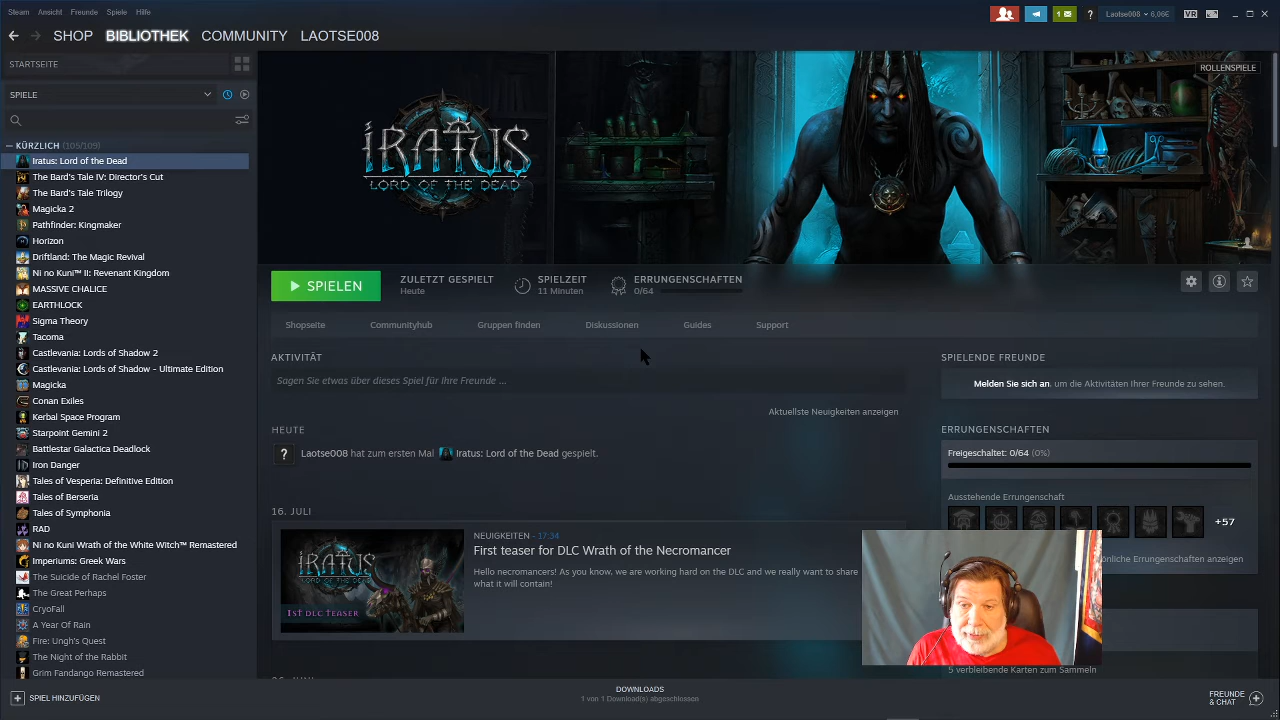 Steam Ansicht Freunde Spiele Hilfe
1 ? Laotse008 6,06€ VR
SHOP BIBLIOTHEK COMMUNITY LAOTSE008
STARTSEITE
SPIELE
KÜRZLICH (105/109)
Iratus: Lord of the Dead
The Bard's Tale IV: Director's Cut
The Bard's Tale Trilogy
Magicka 2
Pathfinder: Kingmaker
Horizon
Driftland: The Magic Revival
Ni no Kuni™ II: Revenant Kingdom
MASSIVE CHALICE
EARTHLOCK
Sigma Theory
Tacoma
Castlevania: Lords of Shadow 2
Castlevania: Lords of Shadow - Ultimate Edition
Magicka
Conan Exiles
Kerbal Space Program
Starpoint Gemini 2
Battlestar Galactica Deadlock
Iron Danger
Tales of Vesperia: Definitive Edition
Tales of Berseria
Tales of Symphonia
RAD
Ni no Kuni Wrath of the White Witch™ Remastered
Imperiums: Greek Wars
The Suicide of Rachel Foster
The Great Perhaps
CryoFall
A Year Of Rain
Fire: Ungh's Quest
The Night of the Rabbit
Grim Fandango Remastered
SPIEL HINZUFÜGEN
IRATUS
LORD OF THE DEAD
ROLLENSPIELE
SPIELEN
ZULETZT GESPIELT
Heute
SPIELZEIT
11 Minuten
ERRUNGENSCHAFTEN
0/64
Shopseite Communityhub Gruppen finden Diskussionen Guides Support
AKTIVITÄT
Sagen Sie etwas über dieses Spiel für Ihre Freunde ...
Aktuellste Neuigkeiten anzeigen
HEUTE
? Laotse008 hat zum ersten Mal Iratus: Lord of the Dead gespielt.
16. JULI
IRATUS
LORD OF THE DEAD
1ST DLC TEASER
NEUIGKEITEN - 17:34
First teaser for DLC Wrath of the Necromancer
Hello necromancers! As you know, we are working hard on the DLC and we really want to share
what it will contain!
SPIELENDE FREUNDE
Melden Sie sich an, um die Aktivitäten Ihrer Freunde zu sehen.
ERRUNGENSCHAFTEN
Freigeschaltet: 0/64 (0%)
Ausstehende Errungenschaft
+57
önliche Errungenschaften anzeigen
5 verbleibende Karten zum Sammeln
DOWNLOADS
1 von 1 Download(s) abgeschlossen
FREUNDE
& CHAT